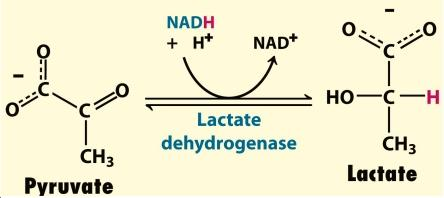 NADH
+ H⁺
NAD⁺
O
−
C
O
C
O
CH₃
Pyruvate
Lactate
dehydrogenase
−
O
O
C
HO
C
H
CH₃
Lactate